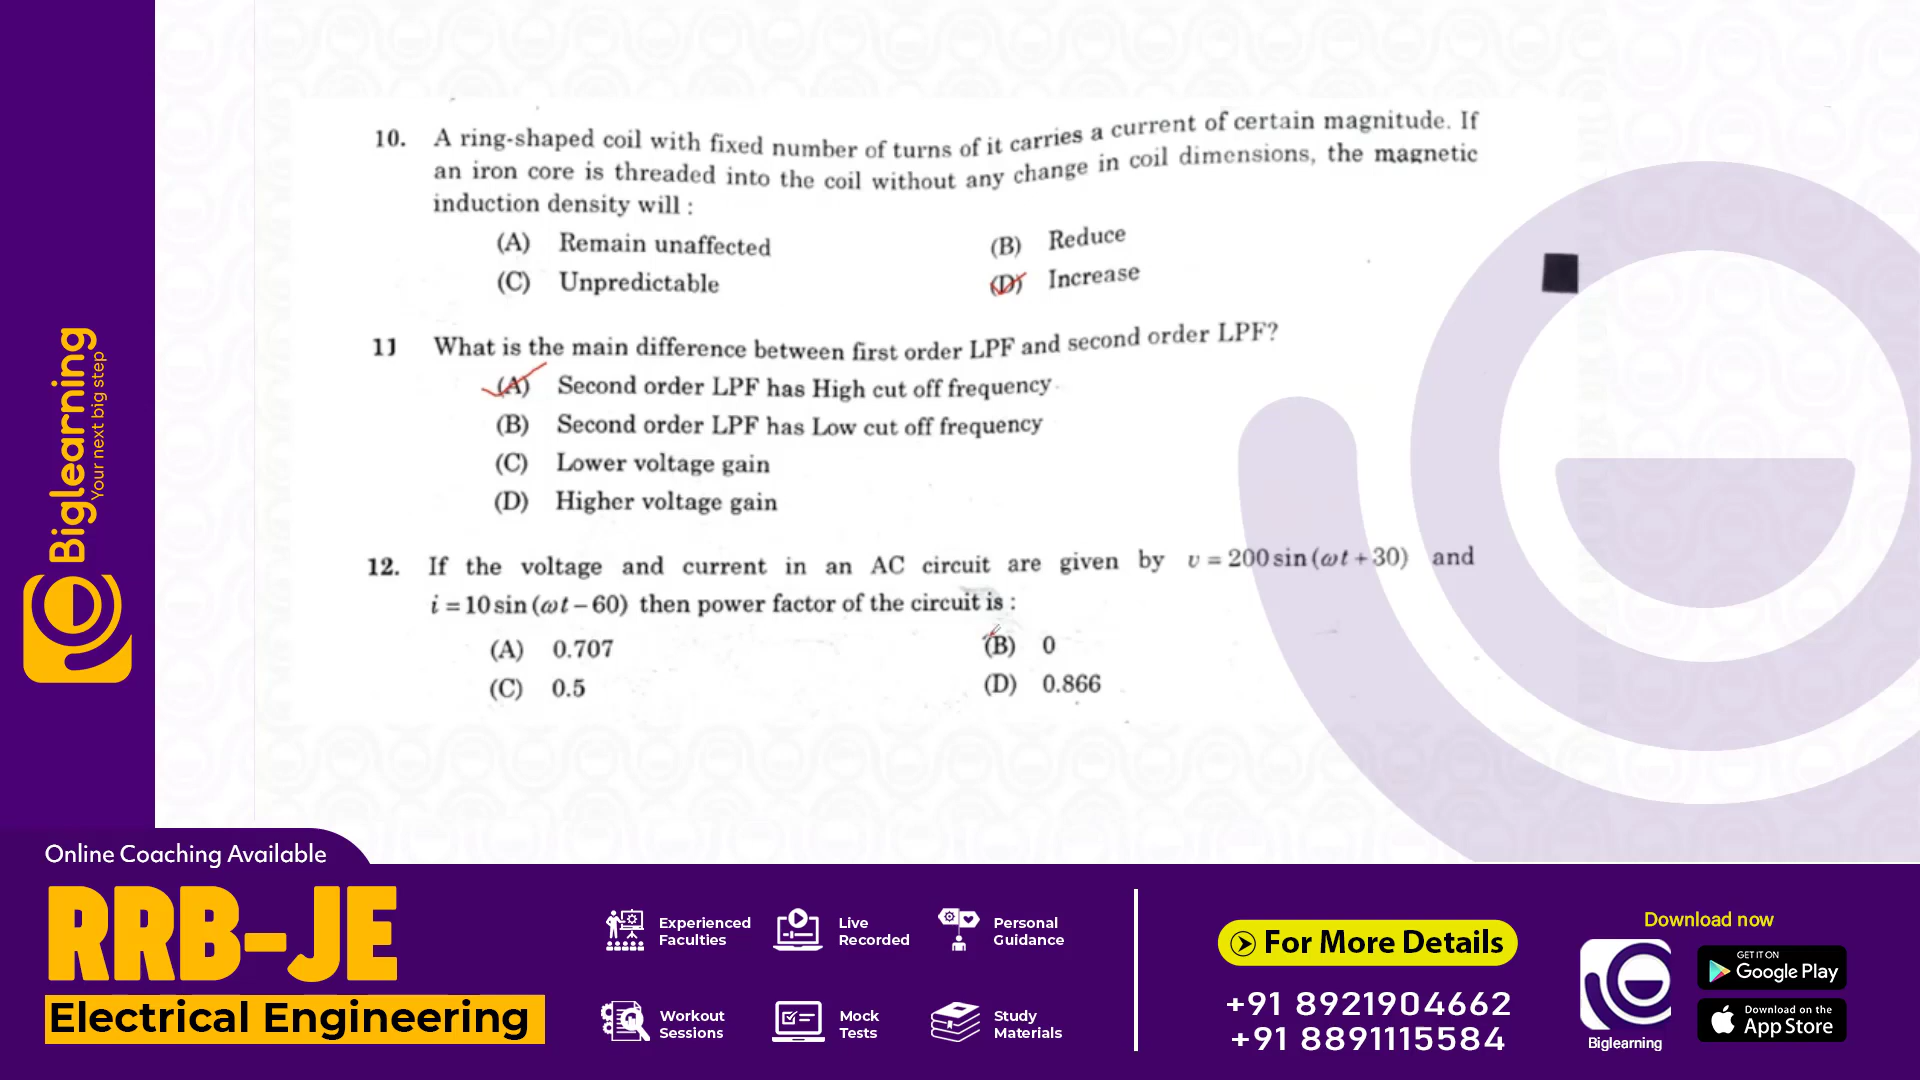 10. A ring-shaped coil with fixed number of turns of it carries a current of certain magnitude. If
an iron core is threaded into the coil without any change in coil dimensions, the magnetic
induction density will :
(A) Remain unaffected (B) Reduce
(C) Unpredictable (D) Increase
11 What is the main difference between first order LPF and second order LPF?
(A) Second order LPF has High cut off frequency
(B) Second order LPF has Low cut off frequency
(C) Lower voltage gain
(D) Higher voltage gain
12. If the voltage and current in an AC circuit are given by v = 200 sin (ωt + 30) and
i = 10 sin (ωt – 60) then power factor of the circuit is :
(A) 0.707 (B) 0
(C) 0.5 (D) 0.866
Biglearning
Your next big step
Online Coaching Available
RRB-JE
Electrical Engineering
Experienced
Faculties
Live
Recorded
Personal
Guidance
Workout
Sessions
Mock
Tests
Study
Materials
For More Details
+91 8921904662
+91 8891115584
Download now
GET IT ON
Google Play
Download on the
App Store
Biglearning